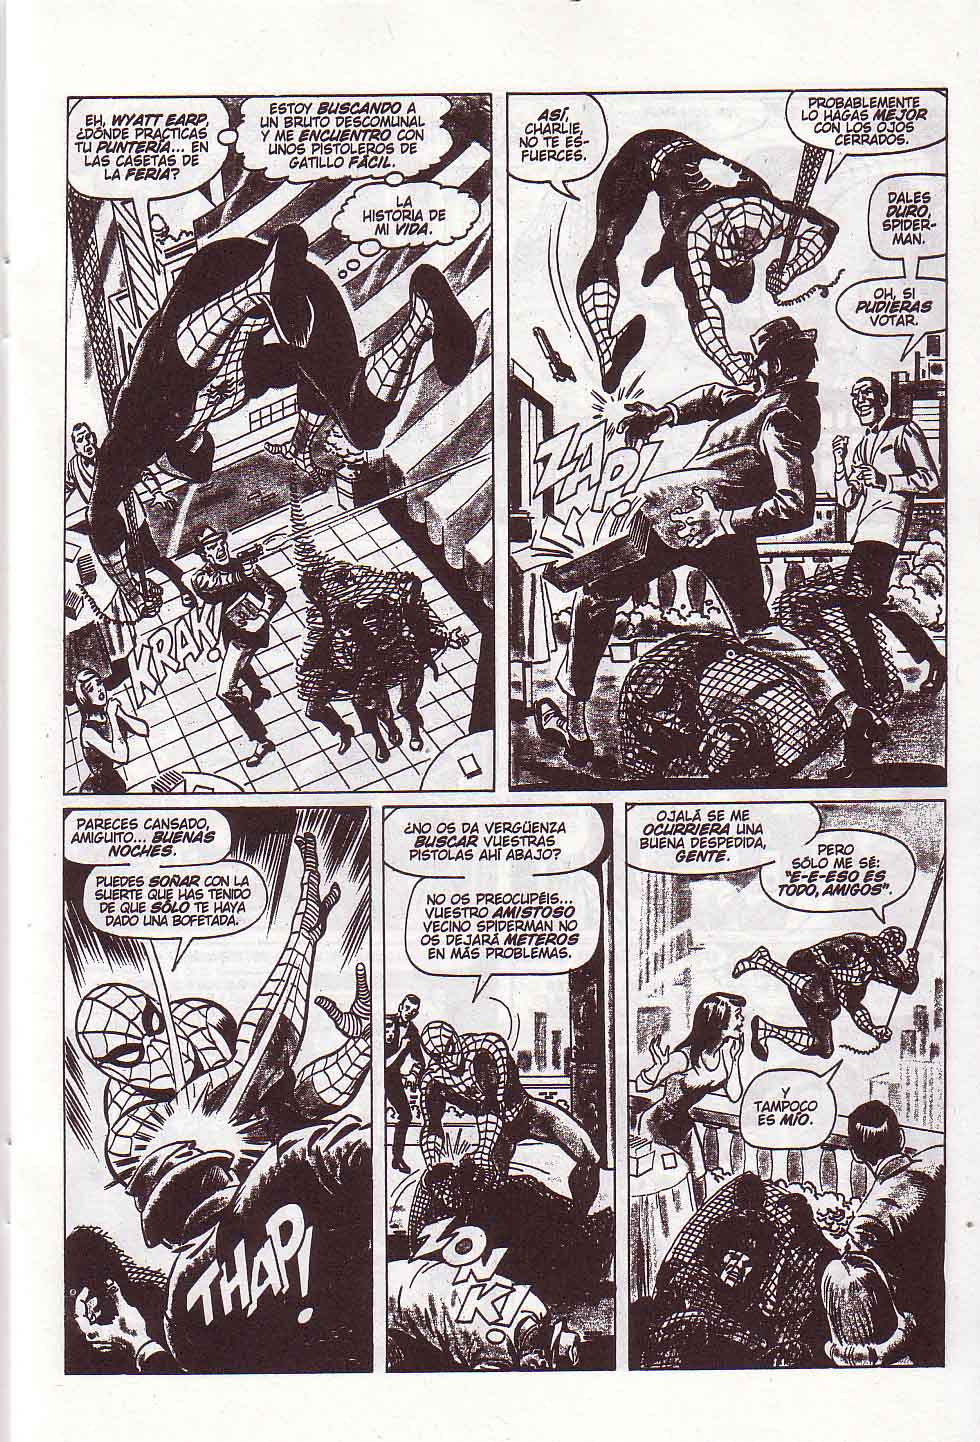 EH, WYATT EARP,
¿DÓNDE PRACTICAS
TU PUNTERÍA... EN
LAS CASETAS DE
LA FERIA?
ESTOY BUSCANDO A
UN BRUTO DESCOMUNAL
Y ME ENCUENTRO CON
UNOS PISTOLEROS DE
GATILLO FÁCIL.
LA
HISTORIA DE
MI VIDA.
KRAK!
ASÍ,
CHARLIE,
NO TE ES-
FUERCES.
PROBABLEMENTE
LO HAGAS MEJOR
CON LOS OJOS
CERRADOS.
DALES
DURO,
SPIDER-
MAN.
OH, SI
PUDIERAS
VOTAR.
ZAP!
PARECES CANSADO,
AMIGUITO... BUENAS
NOCHES.
PUEDES SOÑAR CON LA
SUERTE QUE HAS TENIDO
DE QUE SÓLO TE HAYA
DADO UNA BOFETADA.
THAP!
¿NO OS DA VERGÜENZA
BUSCAR VUESTRAS
PISTOLAS AHÍ ABAJO?
NO OS PREOCUPÉIS...
VUESTRO AMISTOSO
VECINO SPIDERMAN NO
OS DEJARÁ METEROS
EN MÁS PROBLEMAS.
ZONK!
OJALÁ SE ME
OCURRIERA UNA
BUENA DESPEDIDA,
GENTE.
PERO
SÓLO ME SÉ:
"E-E-ESO ES
TODO, AMIGOS".
Y
TAMPOCO
ES MÍO.